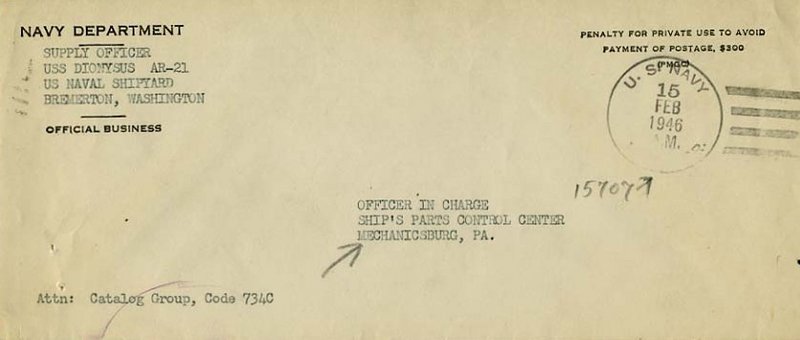 NAVY DEPARTMENT
SUPPLY OFFICER
USS DIONYSUS AR-21
US NAVAL SHIPYARD
BREMERTON, WASHINGTON
OFFICIAL BUSINESS
PENALTY FOR PRIVATE USE TO AVOID
PAYMENT OF POSTAGE, $300
(PMGC)
U. S. NAVY
15
FEB
1946
.M.
15707
OFFICER IN CHARGE
SHIP'S PARTS CONTROL CENTER
MECHANICSBURG, PA.
Attn: Catalog Group, Code 734C